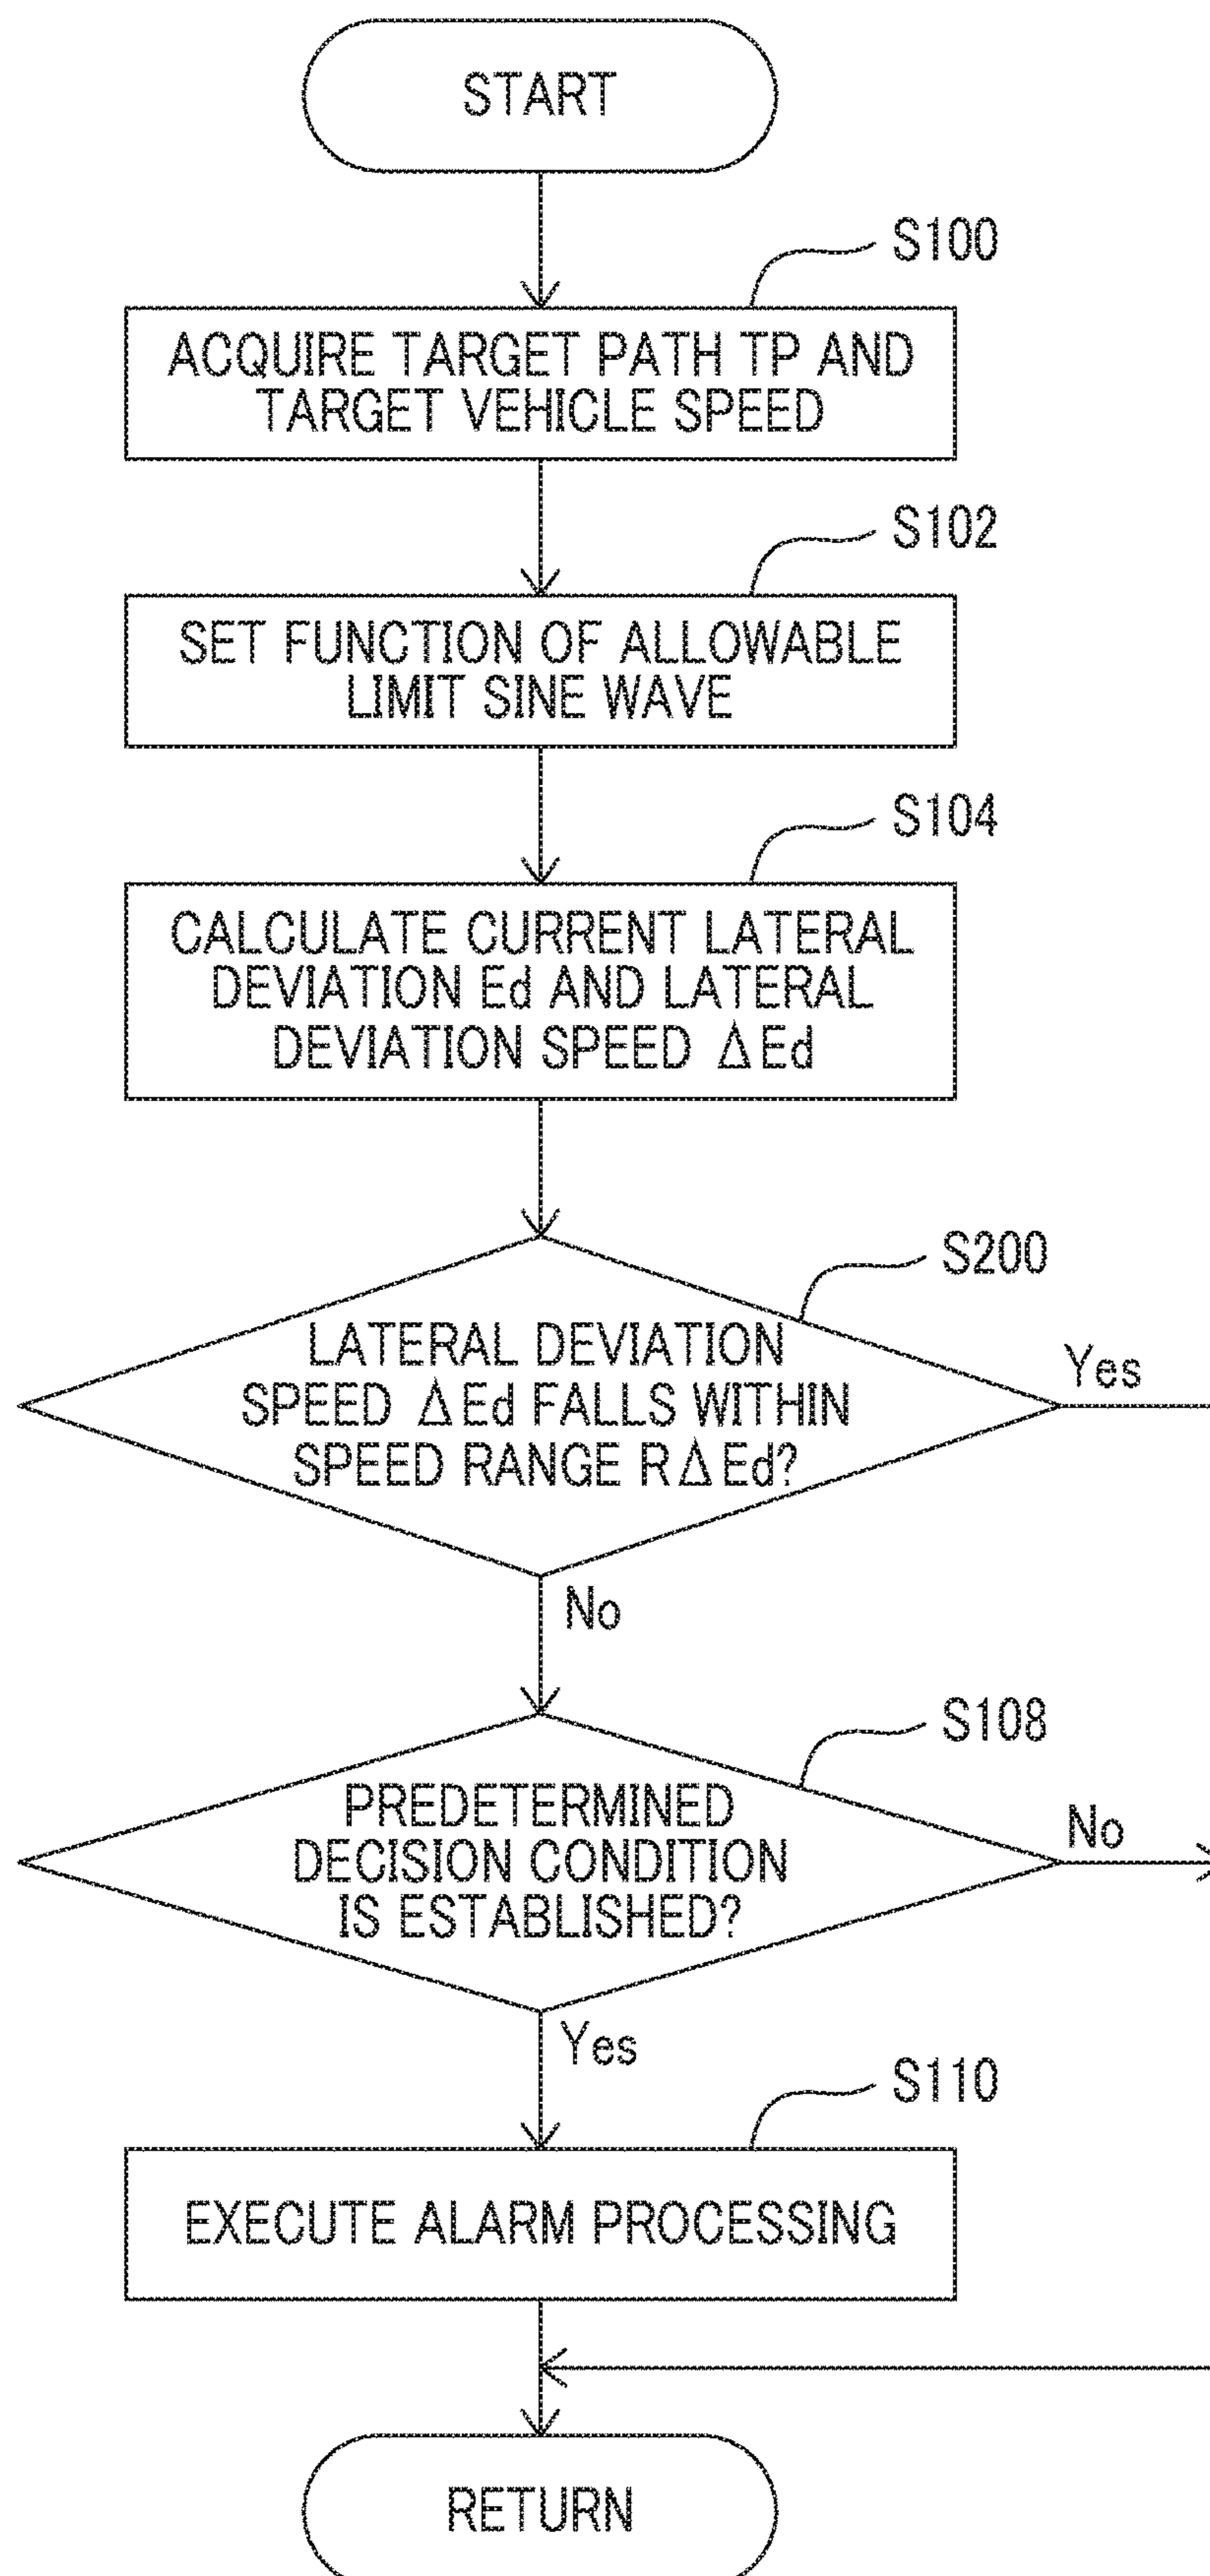 START
S100
ACQUIRE TARGET PATH TP AND
TARGET VEHICLE SPEED
S102
SET FUNCTION OF ALLOWABLE
LIMIT SINE WAVE
S104
CALCULATE CURRENT LATERAL
DEVIATION Ed AND LATERAL
DEVIATION SPEED ΔEd
S200
LATERAL DEVIATION
SPEED ΔEd FALLS WITHIN
SPEED RANGE RΔEd?
Yes
No
S108
PREDETERMINED
DECISION CONDITION
IS ESTABLISHED?
No
Yes
S110
EXECUTE ALARM PROCESSING
RETURN